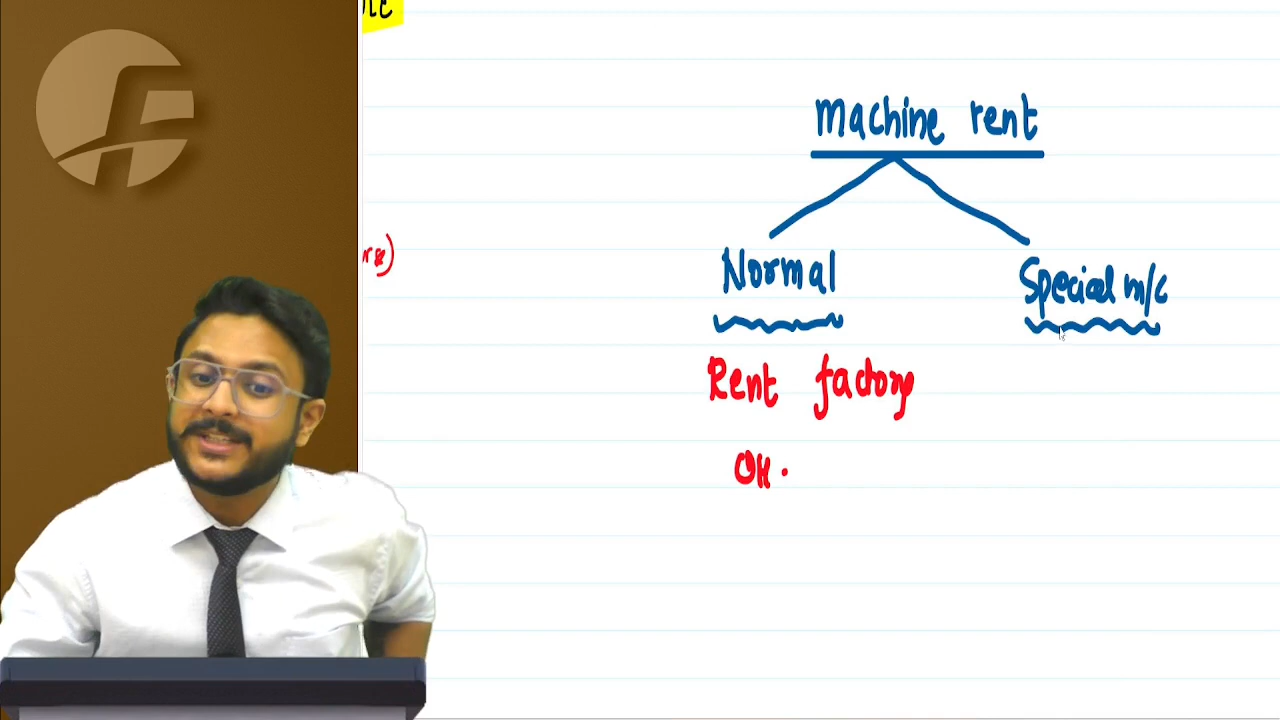 Machine rent
Normal
Special m/c
Rent factory
OH.